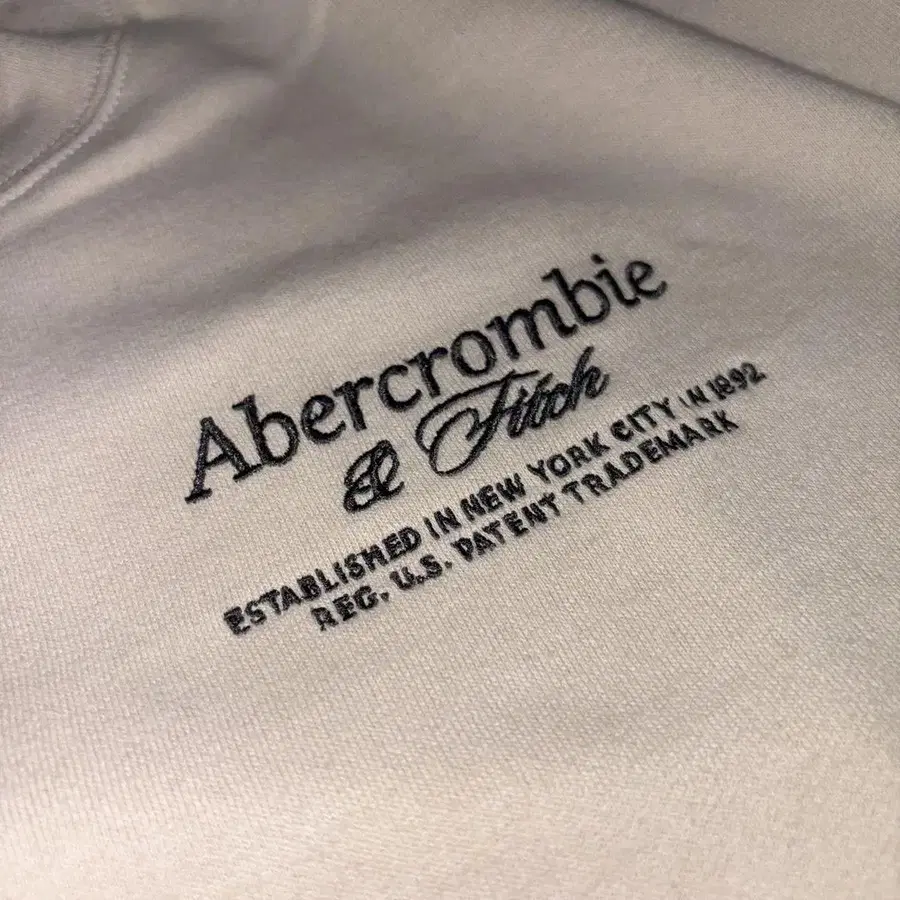 Abercrombie
& Fitch
ESTABLISHED IN NEW YORK CITY IN 1892
REG. U.S. PATENT TRADEMARK